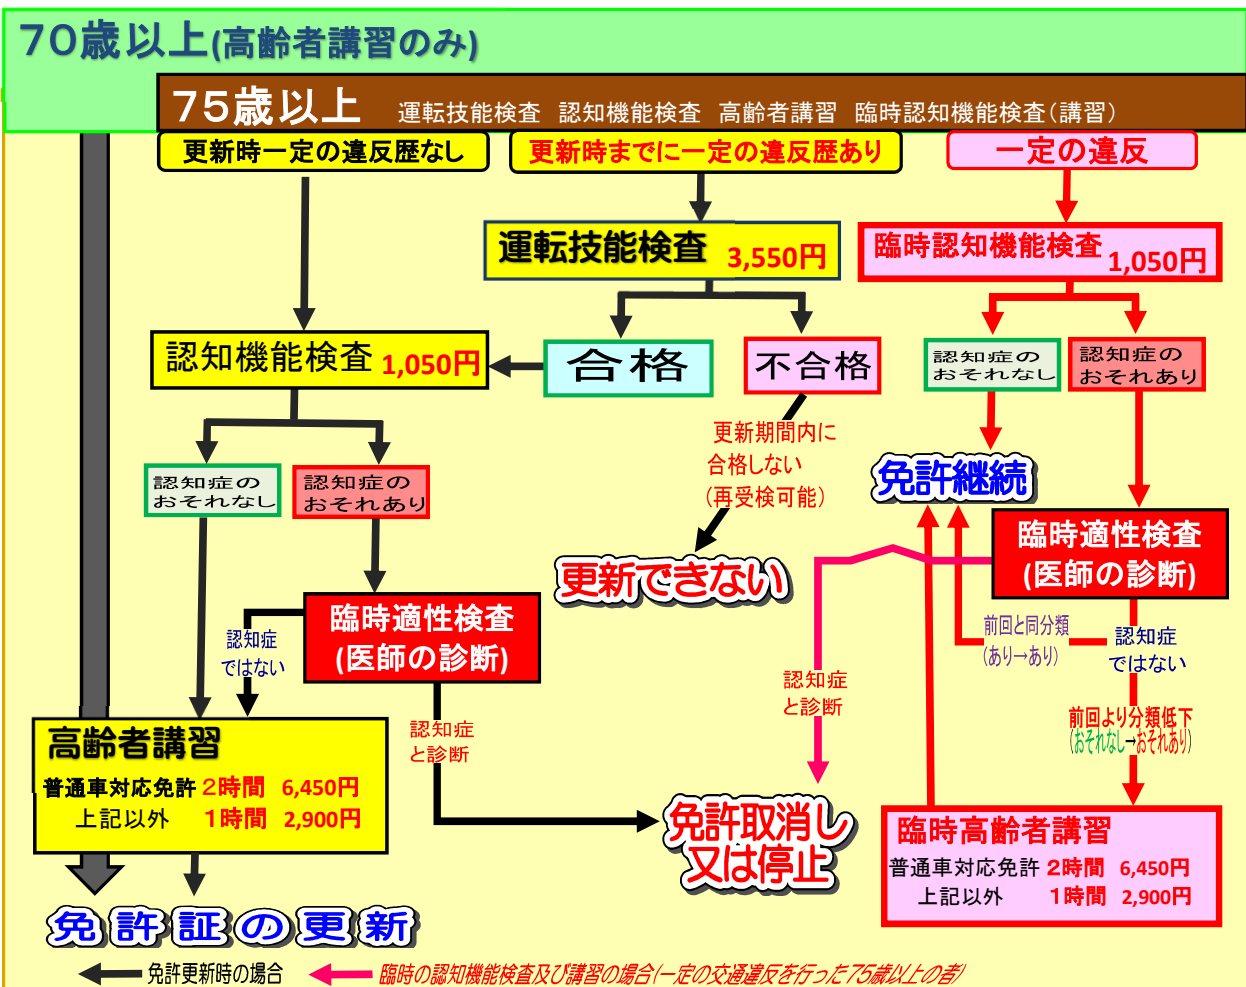 70歳以上(高齢者講習のみ)
75歳以上 運転技能検査 認知機能検査 高齢者講習 臨時認知機能検査(講習)
更新時一定の違反歴なし
更新時までに一定の違反歴あり
一定の違反
運転技能検査 3,550円
臨時認知機能検査 1,050円
認知機能検査 1,050円
合格
不合格
認知症の
おそれなし
認知症の
おそれあり
更新期間内に
合格しない
(再受検可能)
免許継続
認知症の
おそれなし
認知症の
おそれあり
更新できない
臨時適性検査
(医師の診断)
臨時適性検査
(医師の診断)
認知症
ではない
前回と同分類
(あり→あり)
認知症
ではない
認知症
と診断
認知症
と診断
前回より分類低下
(おそれなし→おそれあり)
高齢者講習
普通車対応免許 2時間 6,450円
上記以外 1時間 2,900円
免許取消し
又は停止
臨時高齢者講習
普通車対応免許 2時間 6,450円
上記以外 1時間 2,900円
免許証の更新
免許更新時の場合
臨時の認知機能検査及び講習の場合(一定の交通違反を行った75歳以上の者)